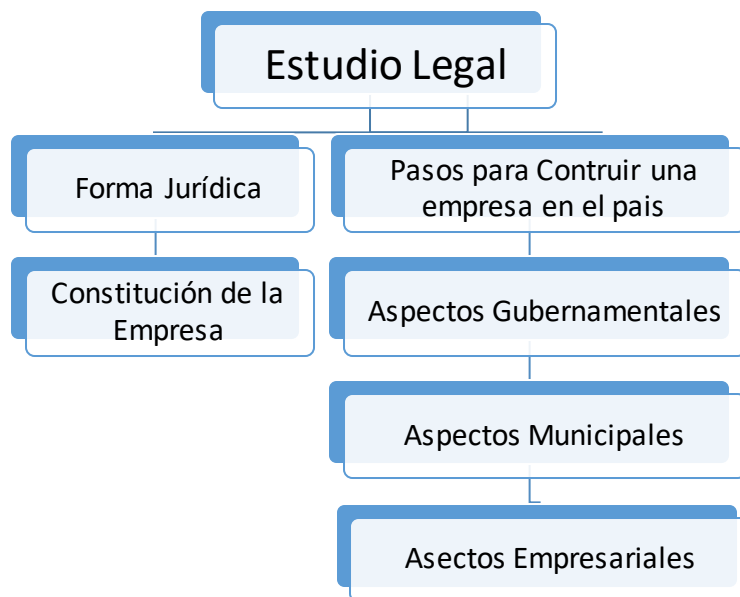 Estudio Legal
Forma Jurídica
Pasos para Contruir una
empresa en el pais
Constitución de la
Empresa
Aspectos Gubernamentales
Aspectos Municipales
Asectos Empresariales